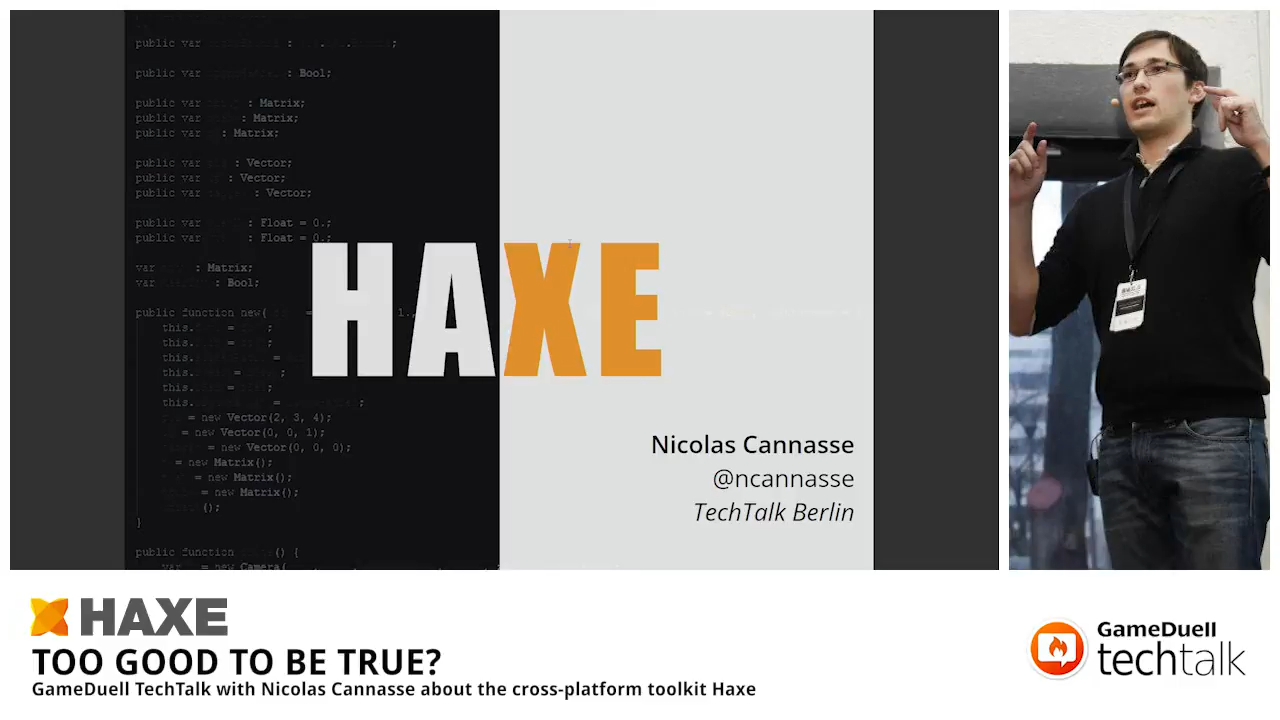 public var : ;
public var : Bool;
public var : Matrix;
public var : Matrix;
public var : Matrix;
public var : Vector;
public var : Vector;
public var : Vector;
public var : Float = 0.;
public var : Float = 0.;
var : Matrix;
var : Bool;
public function new( = 1.,
this. = ;
this. = ;
this. =
this. = ;
this. = ;
this. = ;
= new Vector(2, 3, 4);
= new Vector(0, 0, 1);
= new Vector(0, 0, 0);
= new Matrix();
= new Matrix();
= new Matrix();
();
}
public function () {
var = new Camera(
HAXE
Nicolas Cannasse
@ncannasse
TechTalk Berlin
HAXE
TOO GOOD TO BE TRUE?
GameDuell TechTalk with Nicolas Cannasse about the cross-platform toolkit Haxe
GameDuell
techtalk